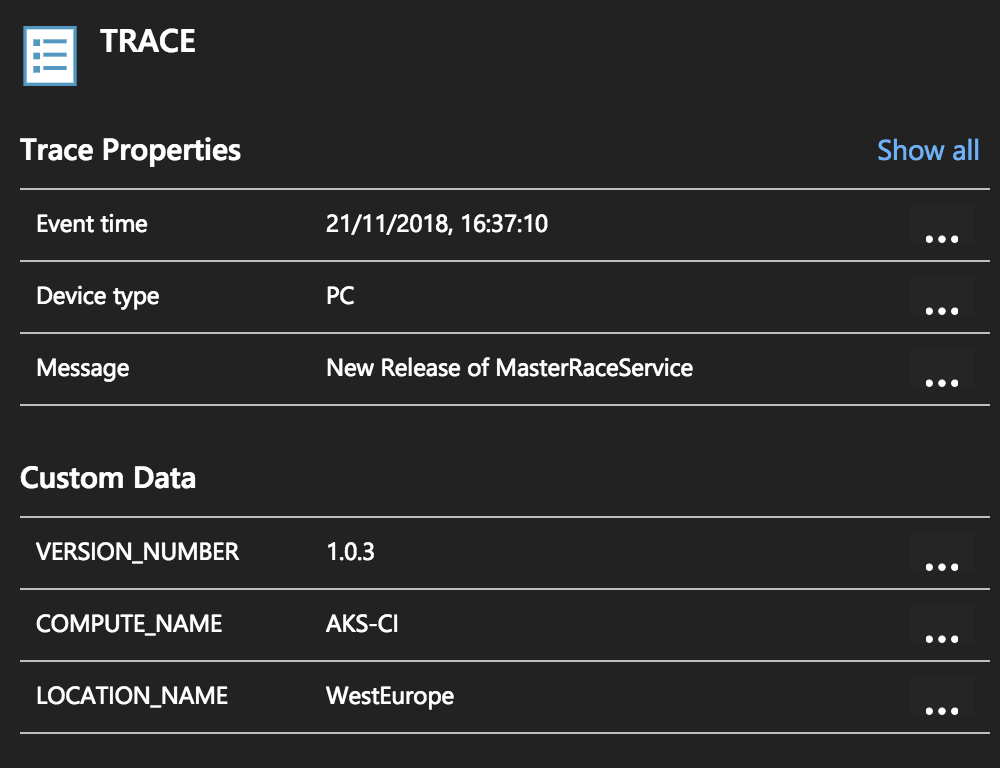 TRACE
Trace Properties Show all
Event time 21/11/2018, 16:37:10 ...
Device type PC ...
Message New Release of MasterRaceService ...
Custom Data
VERSION_NUMBER 1.0.3 ...
COMPUTE_NAME AKS-CI ...
LOCATION_NAME WestEurope ...